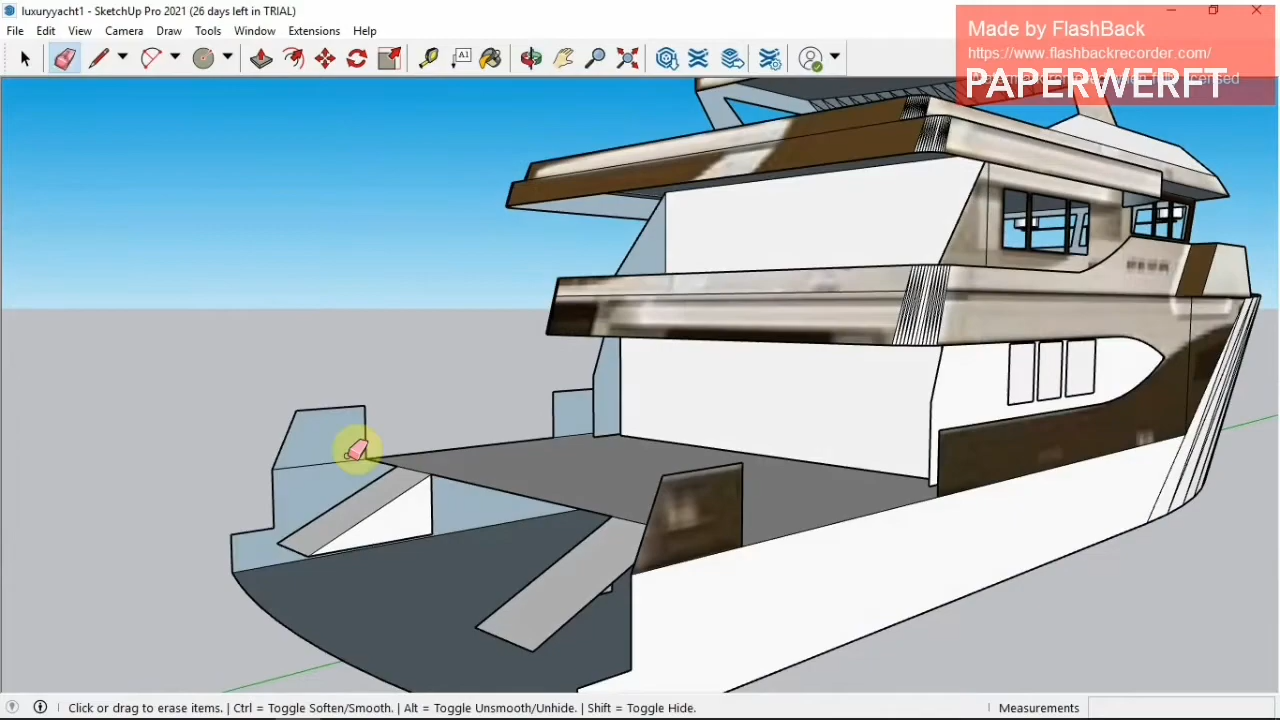 luxuryyacht1 - SketchUp Pro 2021 (26 days left in TRIAL)
File Edit View Camera Draw Tools Window Extensions Help
Made by FlashBack
https://www.flashbackrecorder.com/
PAPERWERFT
Click or drag to erase items. | Ctrl = Toggle Soften/Smooth. | Alt = Toggle Unsmooth/Unhide. | Shift = Toggle Hide.
Measurements